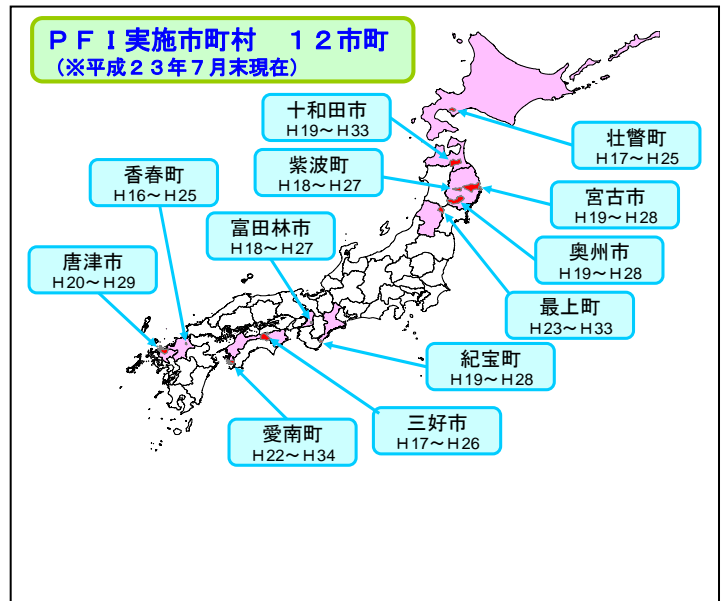 ＰＦＩ実施市町村　１２市町
（※平成２３年７月末現在）
十和田市
H19～H33
壮瞥町
H17～H25
香春町
H16～H25
紫波町
H18～H27
宮古市
H19～H28
富田林市
H18～H27
奥州市
H19～H28
唐津市
H20～H29
最上町
H23～H33
紀宝町
H19～H28
三好市
H17～H26
愛南町
H22～H34